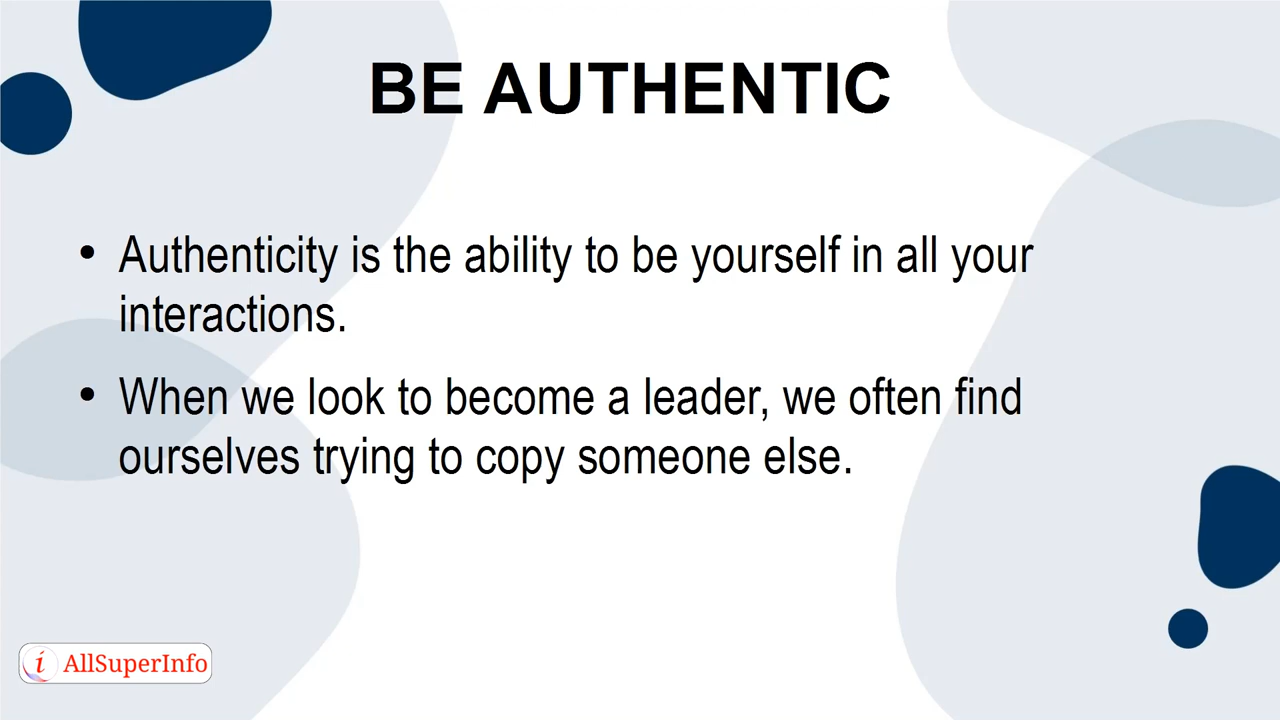 BE AUTHENTIC
• Authenticity is the ability to be yourself in all your
interactions.
• When we look to become a leader, we often find
ourselves trying to copy someone else.
i AllSuperInfo